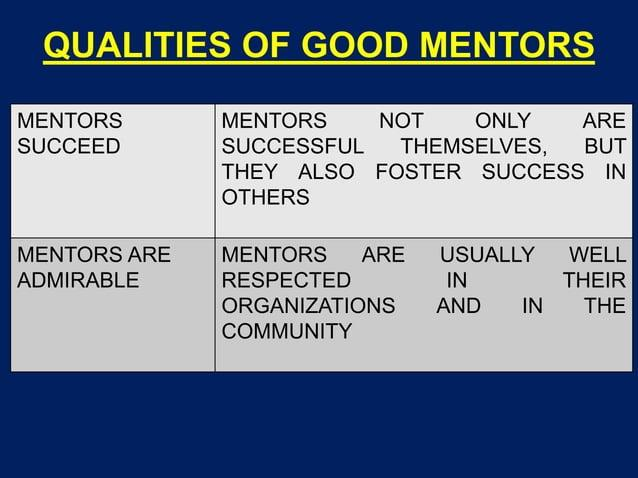 QUALITIES OF GOOD MENTORS
MENTORS
SUCCEED
MENTORS NOT ONLY ARE
SUCCESSFUL THEMSELVES, BUT
THEY ALSO FOSTER SUCCESS IN
OTHERS
MENTORS ARE
ADMIRABLE
MENTORS ARE USUALLY WELL
RESPECTED IN THEIR
ORGANIZATIONS AND IN THE
COMMUNITY